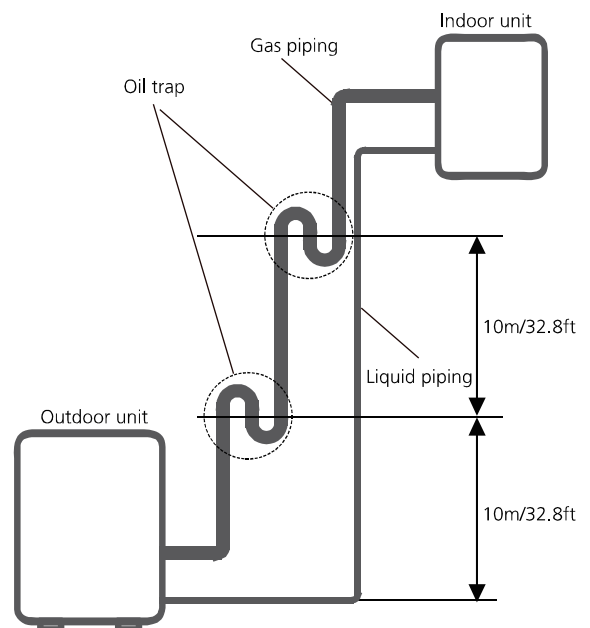 Indoor unit
Gas piping
Oil trap
10m/32.8ft
Liquid piping
Outdoor unit
10m/32.8ft